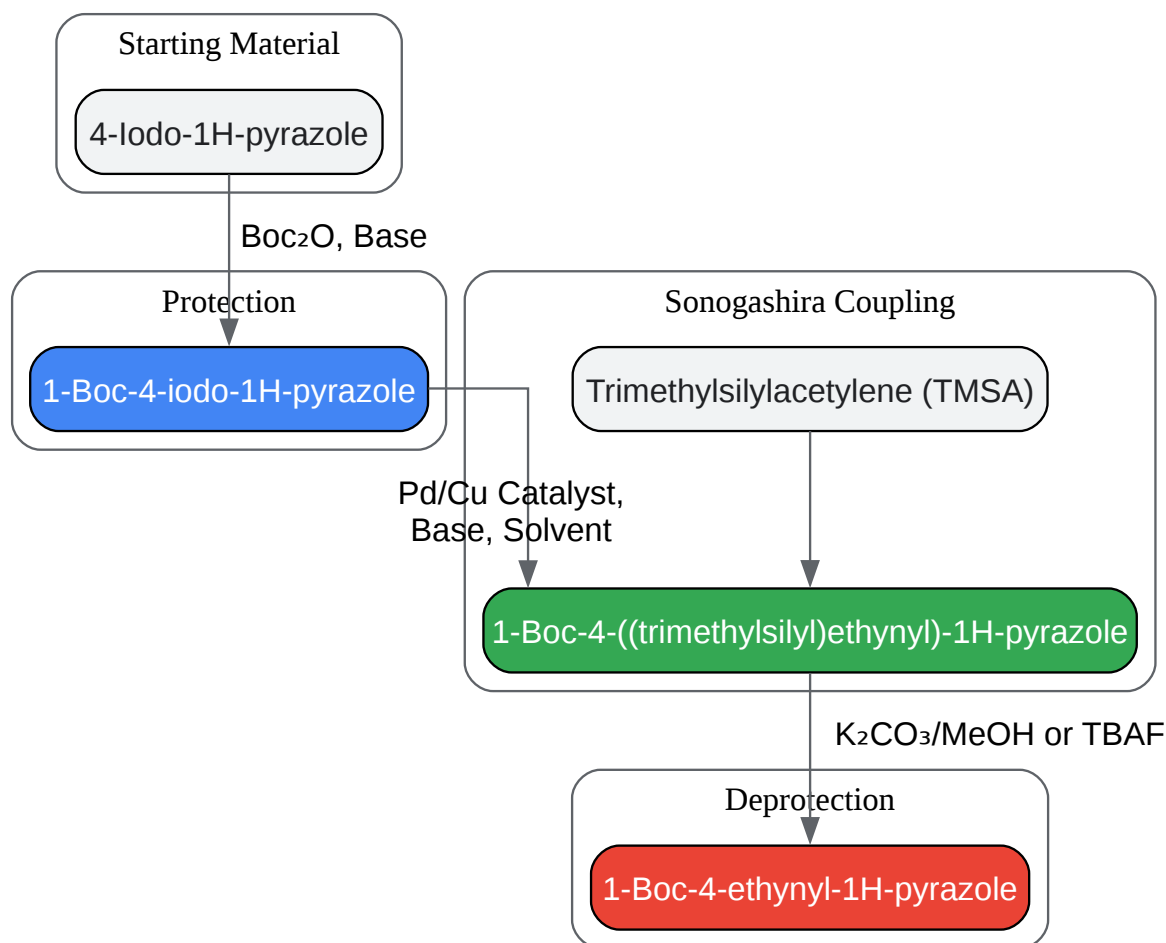 Starting Material
4-Iodo-1H-pyrazole
Boc₂O, Base
Protection
1-Boc-4-iodo-1H-pyrazole
Sonogashira Coupling
Trimethylsilylacetylene (TMSA)
Pd/Cu Catalyst,
Base, Solvent
1-Boc-4-((trimethylsilyl)ethynyl)-1H-pyrazole
K₂CO₃/MeOH or TBAF
Deprotection
1-Boc-4-ethynyl-1H-pyrazole